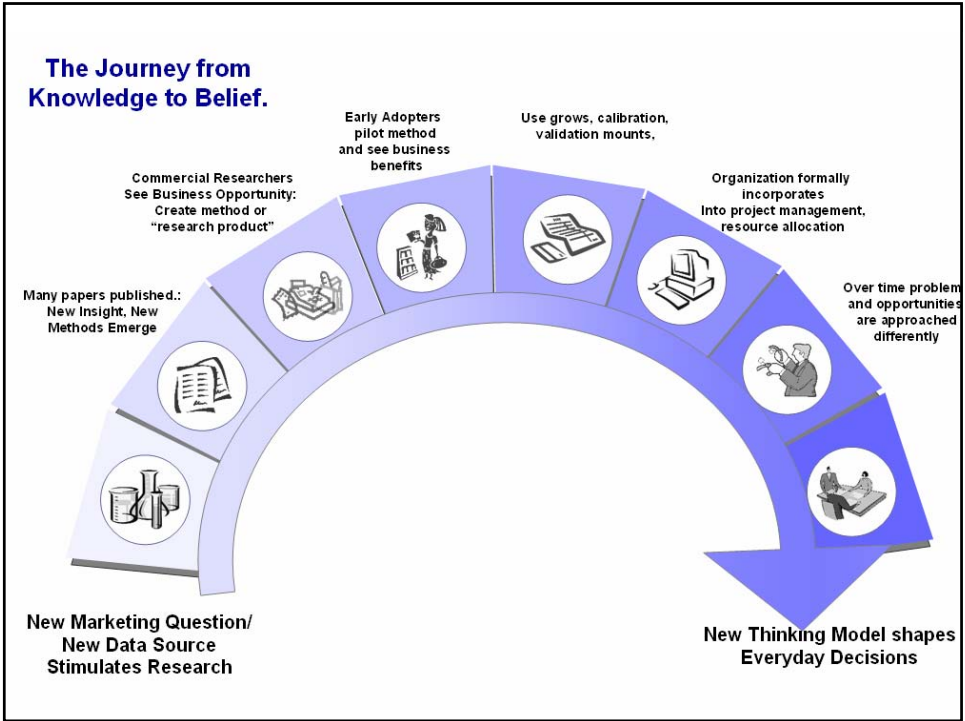 The Journey from
Knowledge to Belief.
New Marketing Question/
New Data Source
Stimulates Research
Many papers published.:
New Insight, New
Methods Emerge
Commercial Researchers
See Business Opportunity:
Create method or
“research product”
Early Adopters
pilot method
and see business
benefits
Use grows, calibration,
validation mounts,
Organization formally
incorporates
Into project management,
resource allocation
Over time problem
and opportunities
are approached
differently
New Thinking Model shapes
Everyday Decisions